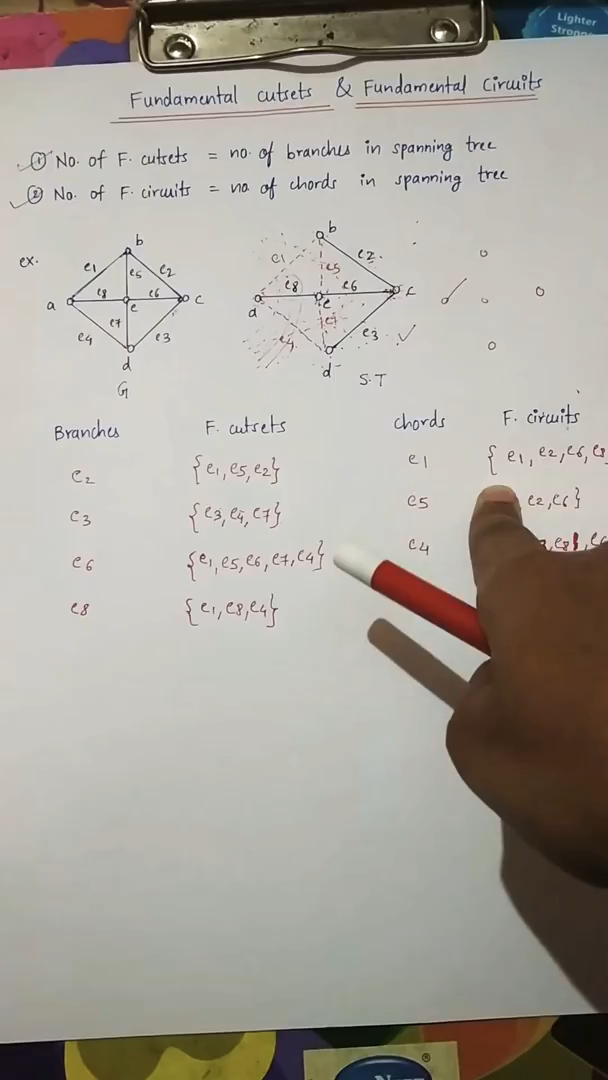 Lighter
Fundamental cutsets & Fundamental Circuits
① No. of F. cutsets = no. of branches in spanning tree
② No. of F. circuits = no. of chords in spanning tree
ex.
b
e1 e5 e2
a e8 e e6 c
e4 e7 e3
d
G
b
e1 e5 e2
a e8 e e6 c
e4 e7 e3
d
S.T
Branches F. cutsets
e2 {e1, e5, e2}
e3 {e3, e4, e7}
e6 {e1, e5, e6, e7, e4}
e8 {e1, e8, e4}
chords F. circuits
e1 { e1, e2, e6, e8
e5 e2, e6 }
e4